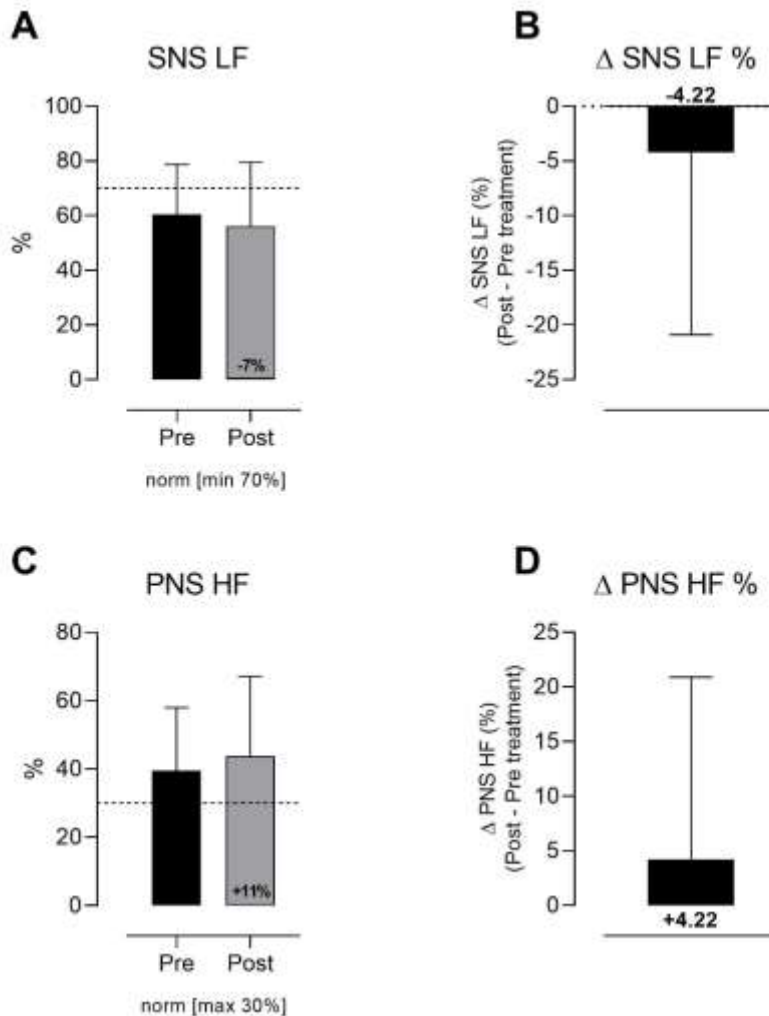 A
SNS LF
100
80
60
40
20
0
%
-7%
Pre Post
norm [min 70%]
B
Δ SNS LF %
-4.22
0
-5
-10
-15
-20
-25
Δ SNS LF (%)
(Post - Pre treatment)
C
PNS HF
80
60
40
20
0
%
+11%
Pre Post
norm [max 30%]
D
Δ PNS HF %
25
20
15
10
5
0
Δ PNS HF (%)
(Post - Pre treatment)
+4.22